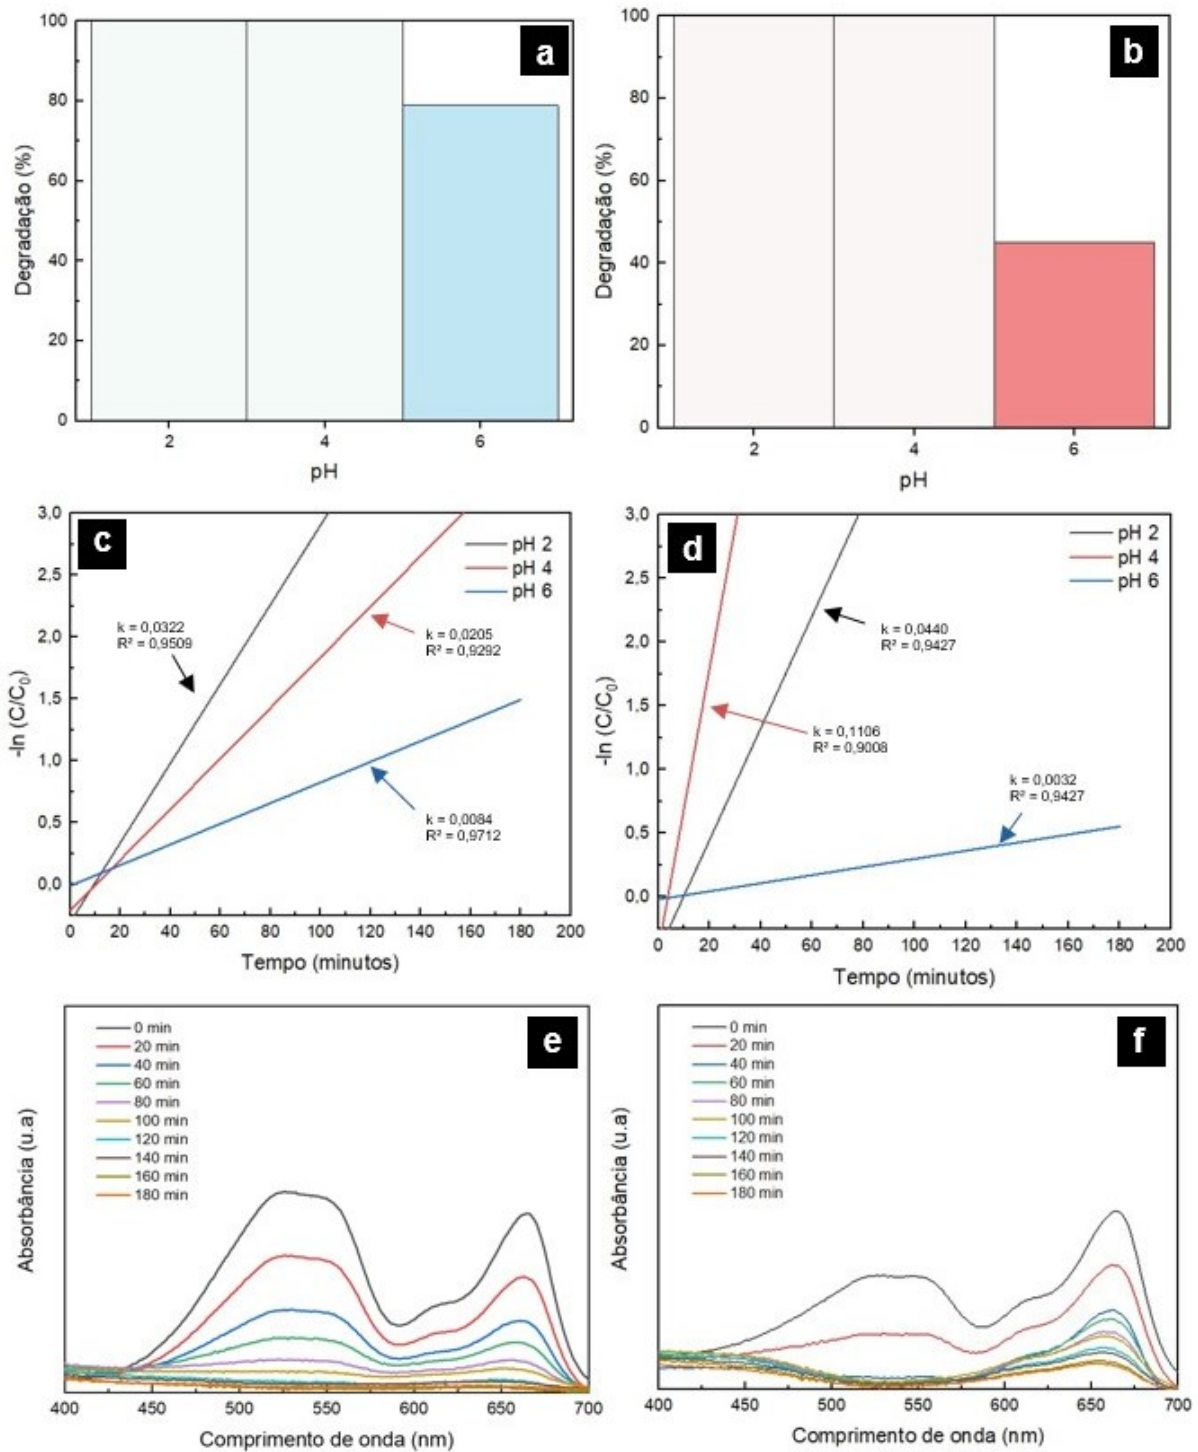 a
100
80
60
40
20
0
Degradação (%)
2
4
6
pH
b
100
80
60
40
20
0
Degradação (%)
2
4
6
pH
c
3,0
2,5
2,0
1,5
1,0
0,5
0,0
-ln (C/C₀)
pH 2
pH 4
pH 6
k = 0,0322
R² = 0,9509
k = 0,0205
R² = 0,9292
k = 0,0084
R² = 0,9712
0 20 40 60 80 100 120 140 160 180 200
Tempo (minutos)
d
3,0
2,5
2,0
1,5
1,0
0,5
0,0
-ln (C/C₀)
pH 2
pH 4
pH 6
k = 0,0440
R² = 0,9427
k = 0,1106
R² = 0,9008
k = 0,0032
R² = 0,9427
0 20 40 60 80 100 120 140 160 180 200
Tempo (minutos)
e
0 min
20 min
40 min
60 min
80 min
100 min
120 min
140 min
160 min
180 min
Absorbância (u.a)
400 450 500 550 600 650 700
Comprimento de onda (nm)
f
0 min
20 min
40 min
60 min
80 min
100 min
120 min
140 min
160 min
180 min
Absorbância (u.a)
400 450 500 550 600 650 700
Comprimento de onda (nm)